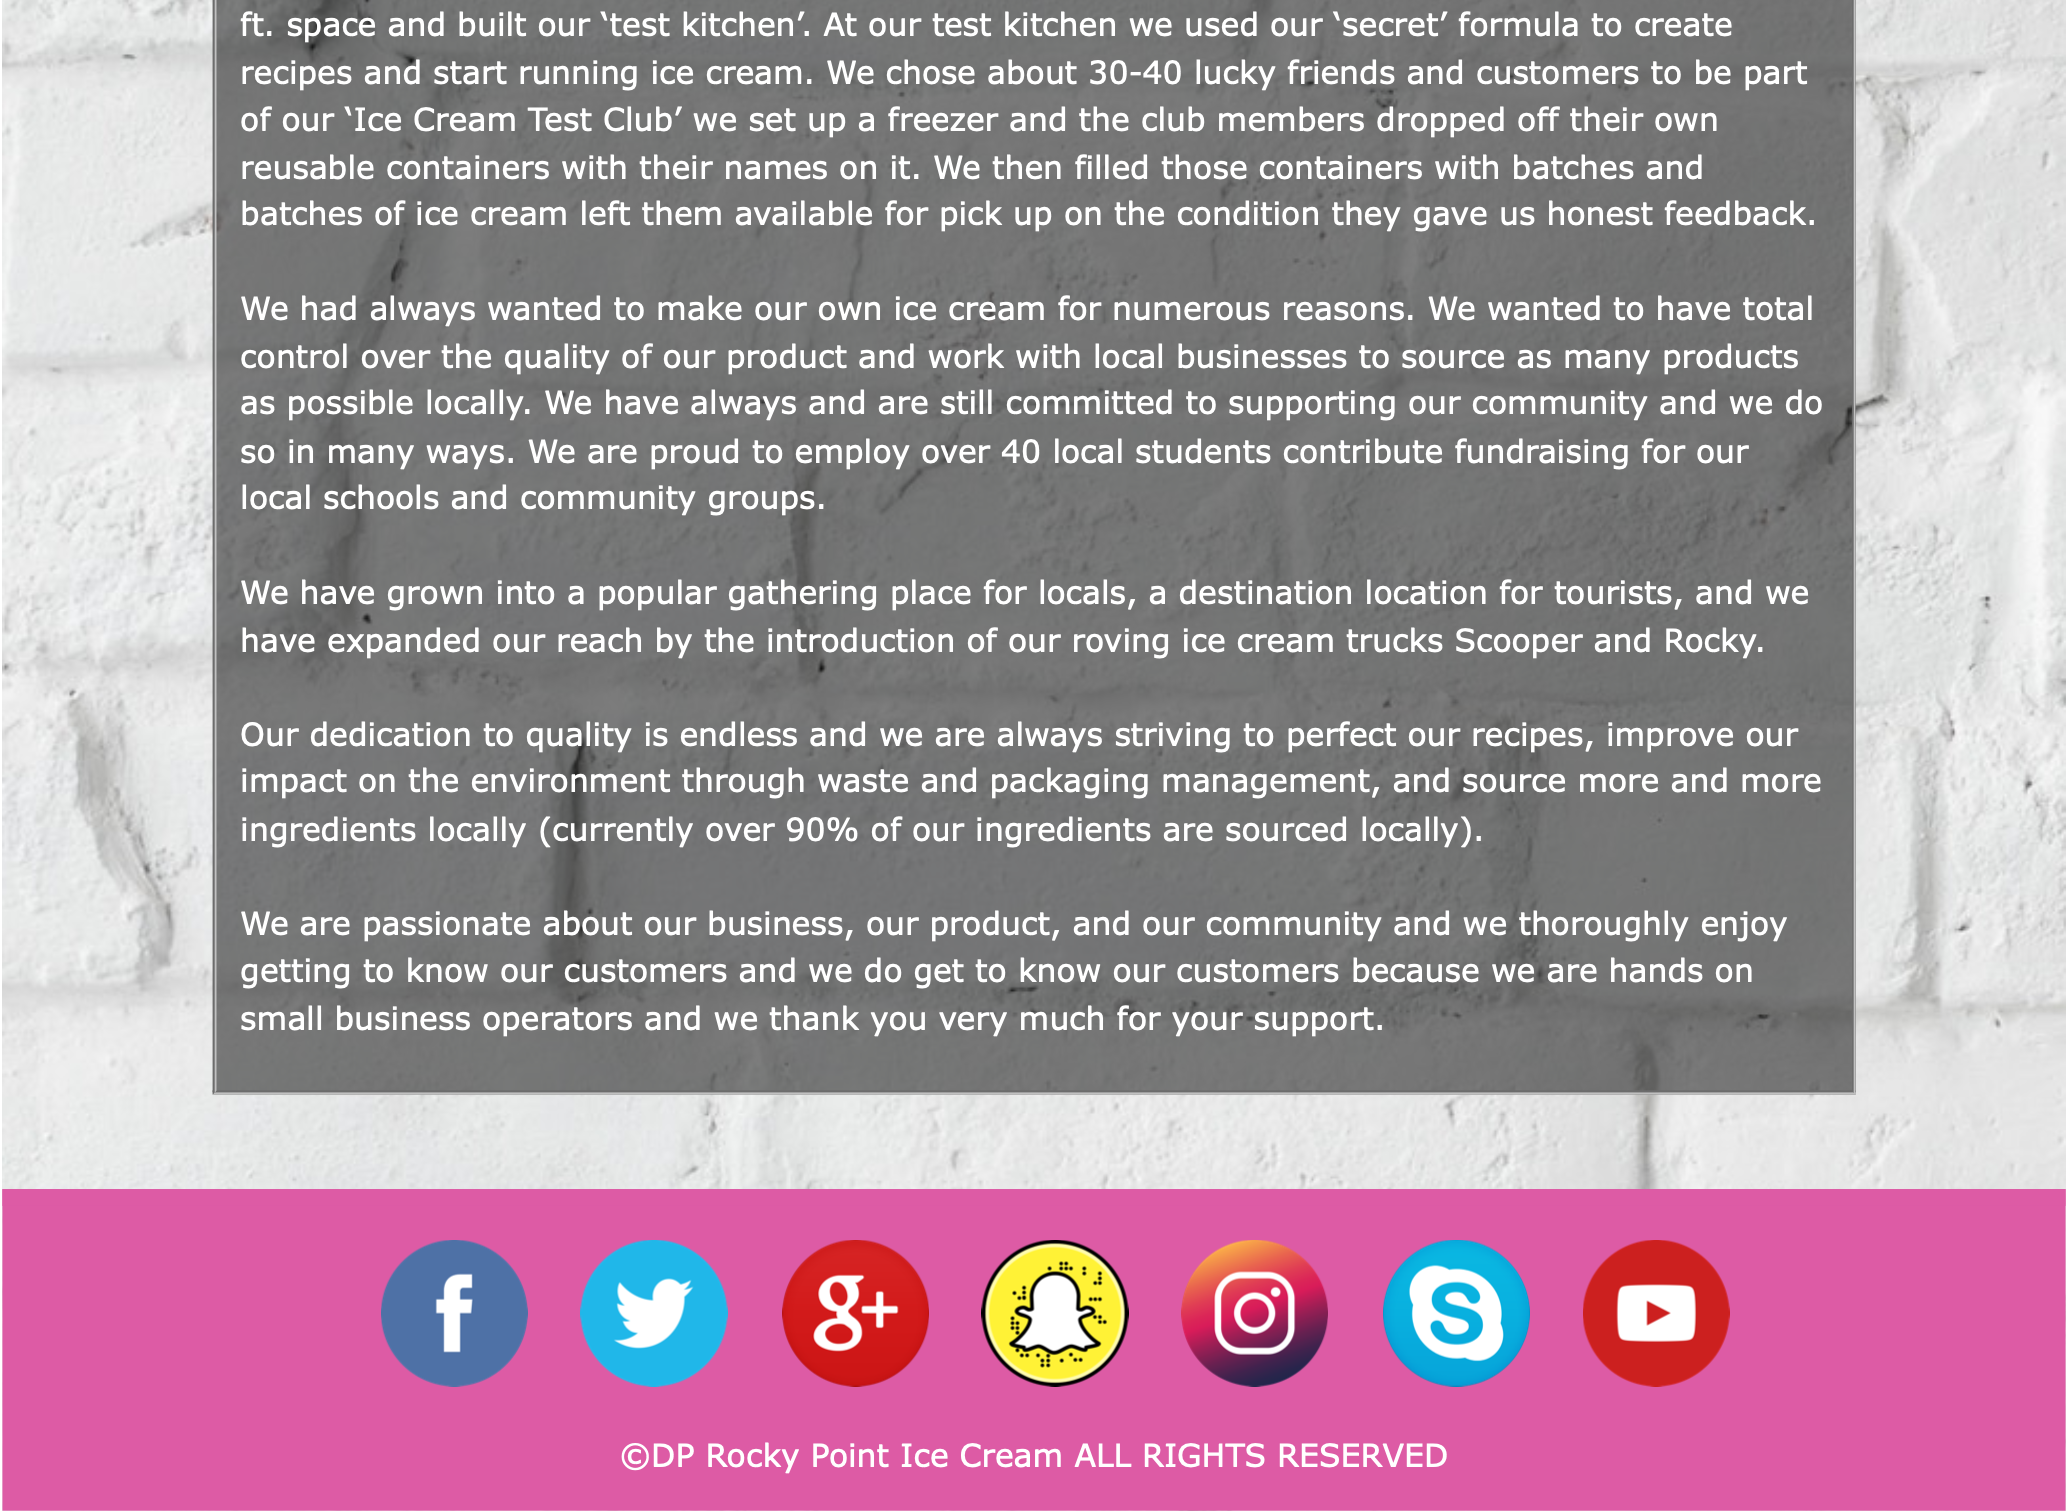 ft. space and built our ‘test kitchen’. At our test kitchen we used our ‘secret’ formula to create
recipes and start running ice cream. We chose about 30-40 lucky friends and customers to be part
of our ‘Ice Cream Test Club’ we set up a freezer and the club members dropped off their own
reusable containers with their names on it. We then filled those containers with batches and
batches of ice cream left them available for pick up on the condition they gave us honest feedback.
We had always wanted to make our own ice cream for numerous reasons. We wanted to have total
control over the quality of our product and work with local businesses to source as many products
as possible locally. We have always and are still committed to supporting our community and we do
so in many ways. We are proud to employ over 40 local students contribute fundraising for our
local schools and community groups.
We have grown into a popular gathering place for locals, a destination location for tourists, and we
have expanded our reach by the introduction of our roving ice cream trucks Scooper and Rocky.
Our dedication to quality is endless and we are always striving to perfect our recipes, improve our
impact on the environment through waste and packaging management, and source more and more
ingredients locally (currently over 90% of our ingredients are sourced locally).
We are passionate about our business, our product, and our community and we thoroughly enjoy
getting to know our customers and we do get to know our customers because we are hands on
small business operators and we thank you very much for your support.
f g+ S
©DP Rocky Point Ice Cream ALL RIGHTS RESERVED